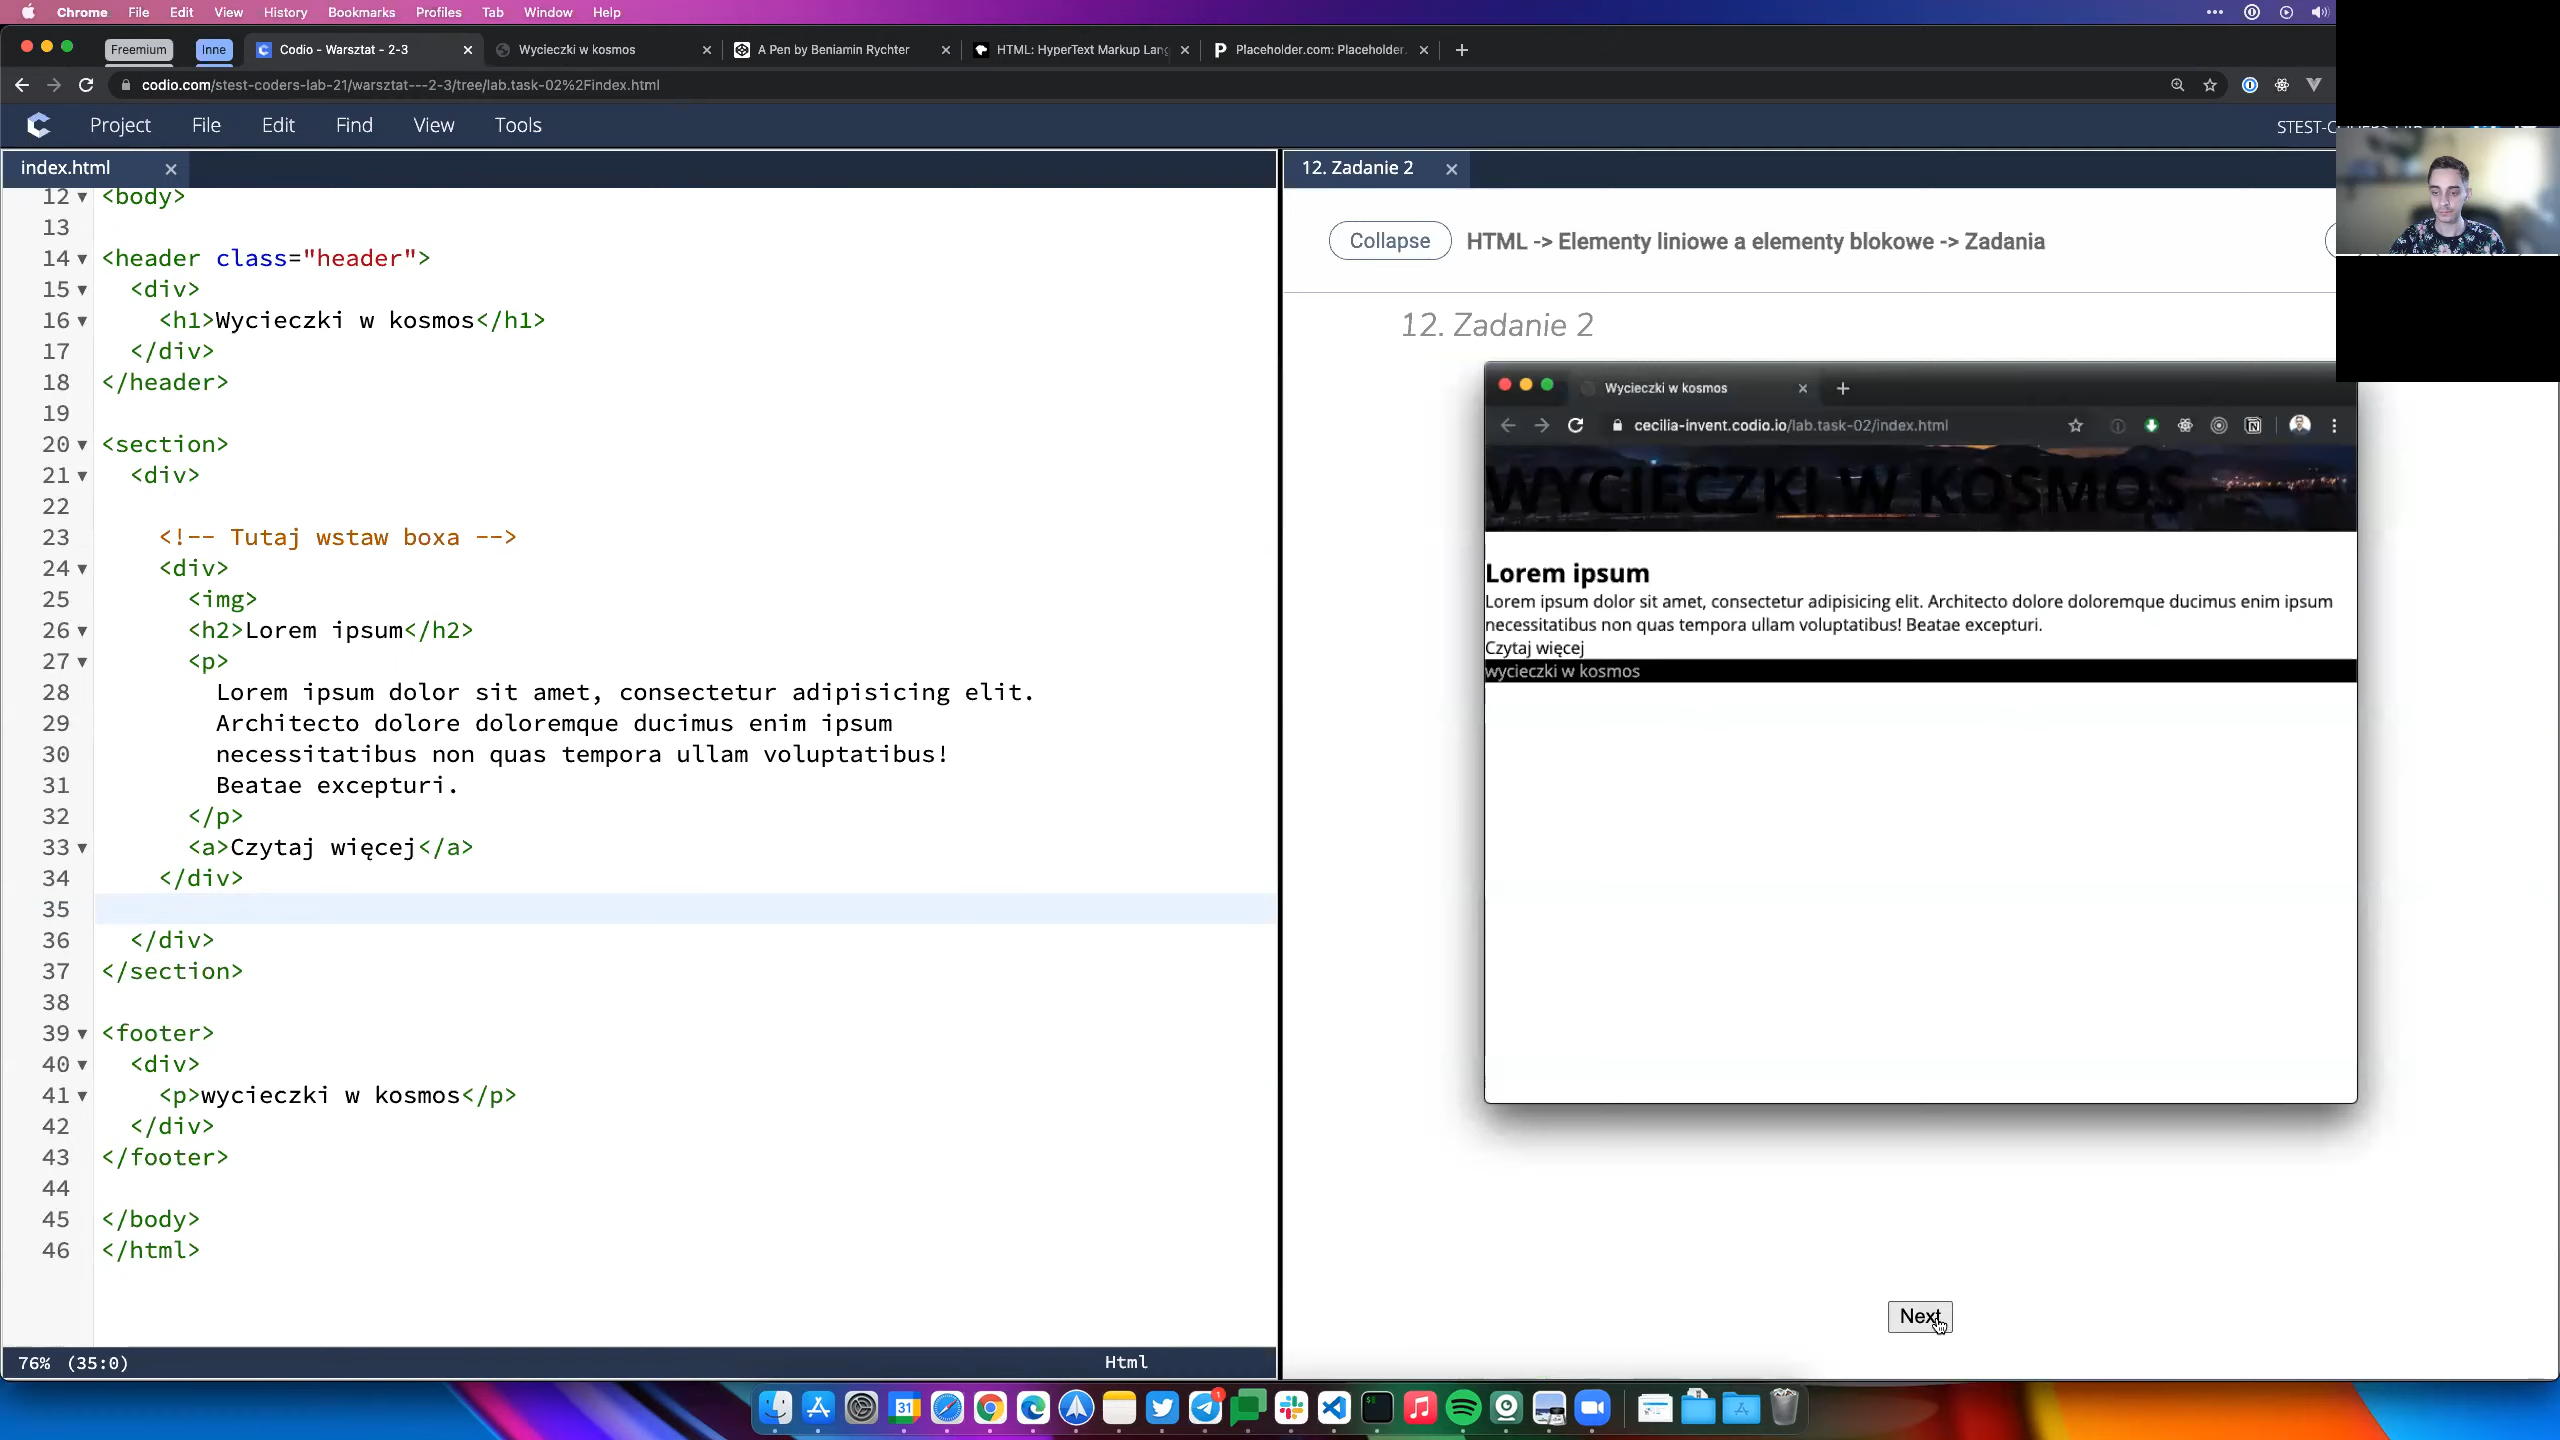 Chrome File Edit View History Bookmarks Profiles Tab Window Help
Freemium Inne Codio - Warsztat - 2-3 Wycieczki w kosmos A Pen by Beniamin Rychter HTML: HyperText Markup Lang Placeholder.com: Placeholder.
codio.com/stest-coders-lab-21/warsztat---2-3/tree/lab.task-02%2Findex.html
Project File Edit Find View Tools
index.html
12 <body>
13
14 <header class="header">
15 <div>
16 <h1>Wycieczki w kosmos</h1>
17 </div>
18 </header>
19
20 <section>
21 <div>
22
23 <!-- Tutaj wstaw boxa -->
24 <div>
25 <img>
26 <h2>Lorem ipsum</h2>
27 <p>
28 Lorem ipsum dolor sit amet, consectetur adipisicing elit.
29 Architecto dolore doloremque ducimus enim ipsum
30 necessitatibus non quas tempora ullam voluptatibus!
31 Beatae excepturi.
32 </p>
33 <a>Czytaj więcej</a>
34 </div>
35
36 </div>
37 </section>
38
39 <footer>
40 <div>
41 <p>wycieczki w kosmos</p>
42 </div>
43 </footer>
44
45 </body>
46 </html>
76% (35:0) Html
12. Zadanie 2
Collapse HTML -> Elementy liniowe a elementy blokowe -> Zadania
12. Zadanie 2
Wycieczki w kosmos
cecilia-invent.codio.io/lab.task-02/index.html
WYCIECZKI W KOSMOS
Lorem ipsum
Lorem ipsum dolor sit amet, consectetur adipisicing elit. Architecto dolore doloremque ducimus enim ipsum
necessitatibus non quas tempora ullam voluptatibus! Beatae excepturi.
Czytaj więcej
wycieczki w kosmos
Next
31
1